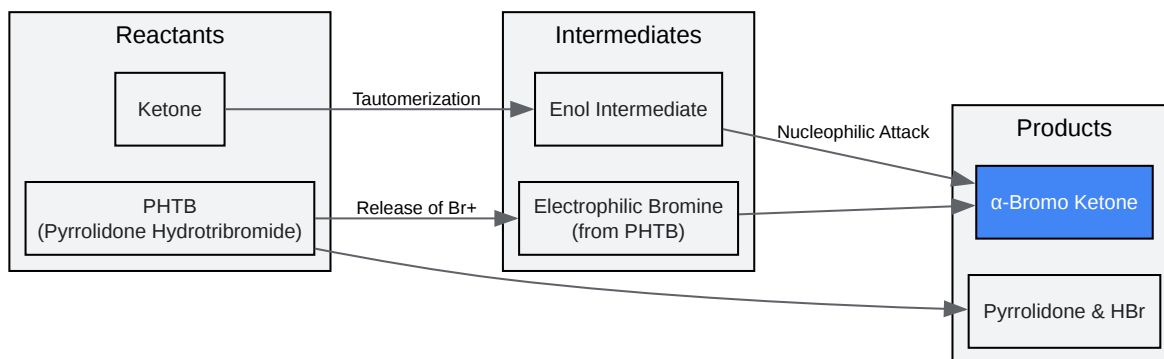 Reactants
Intermediates
Ketone
Tautomerization
Enol Intermediate
Nucleophilic Attack
Products
PHTB
(Pyrrolidone Hydrotribromide)
Release of Br+
Electrophilic Bromine
(from PHTB)
α-Bromo Ketone
Pyrrolidone & HBr